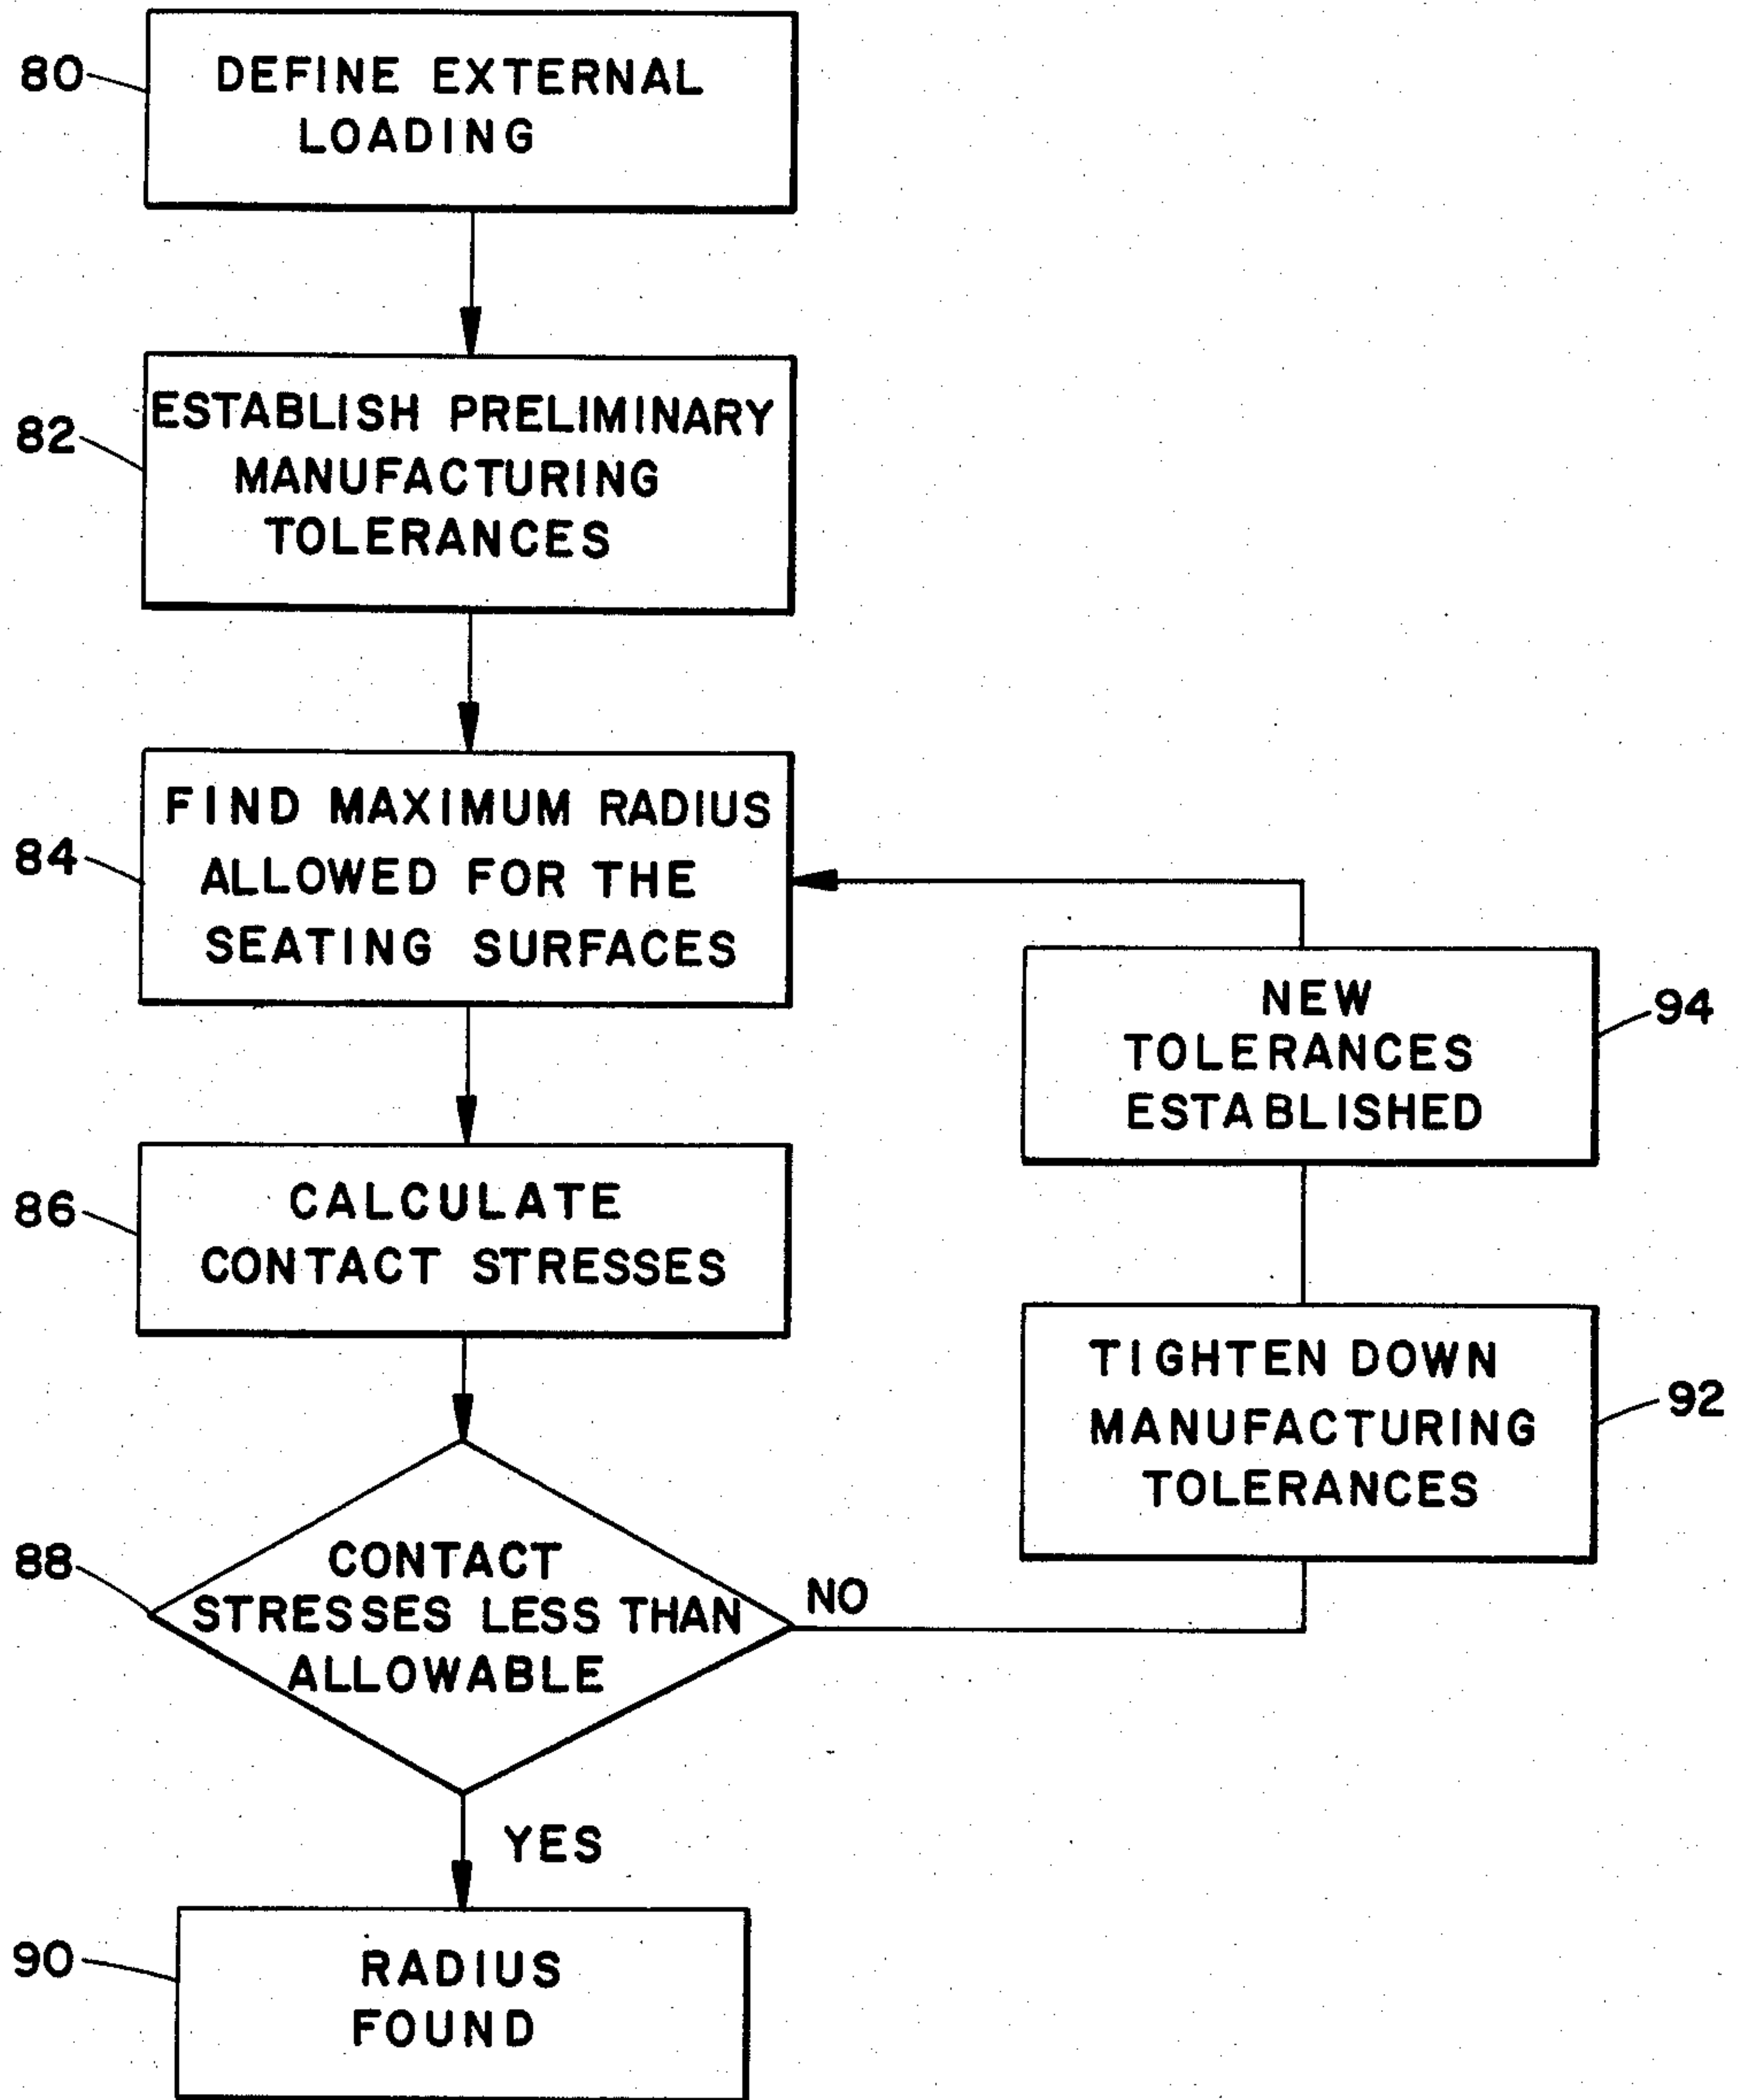 80
DEFINE EXTERNAL
LOADING
82
ESTABLISH PRELIMINARY
MANUFACTURING
TOLERANCES
84
FIND MAXIMUM RADIUS
ALLOWED FOR THE
SEATING SURFACES
94
NEW
TOLERANCES
ESTABLISHED
86
CALCULATE
CONTACT STRESSES
92
TIGHTEN DOWN
MANUFACTURING
TOLERANCES
88
CONTACT
STRESSES LESS THAN
ALLOWABLE
NO
YES
90
RADIUS
FOUND